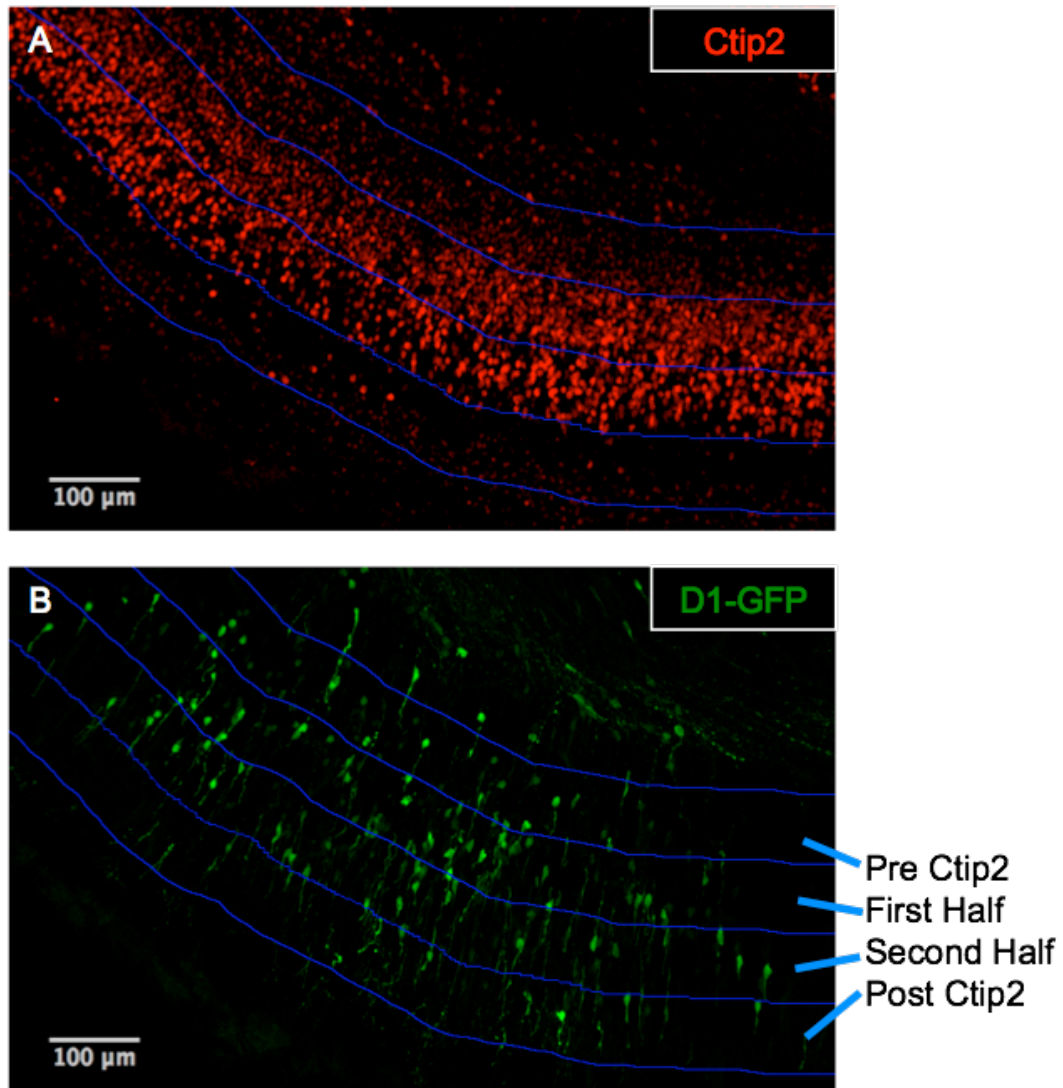 A
Ctip2
100 µm
B
D1-GFP
Pre Ctip2
First Half
Second Half
Post Ctip2
100 µm